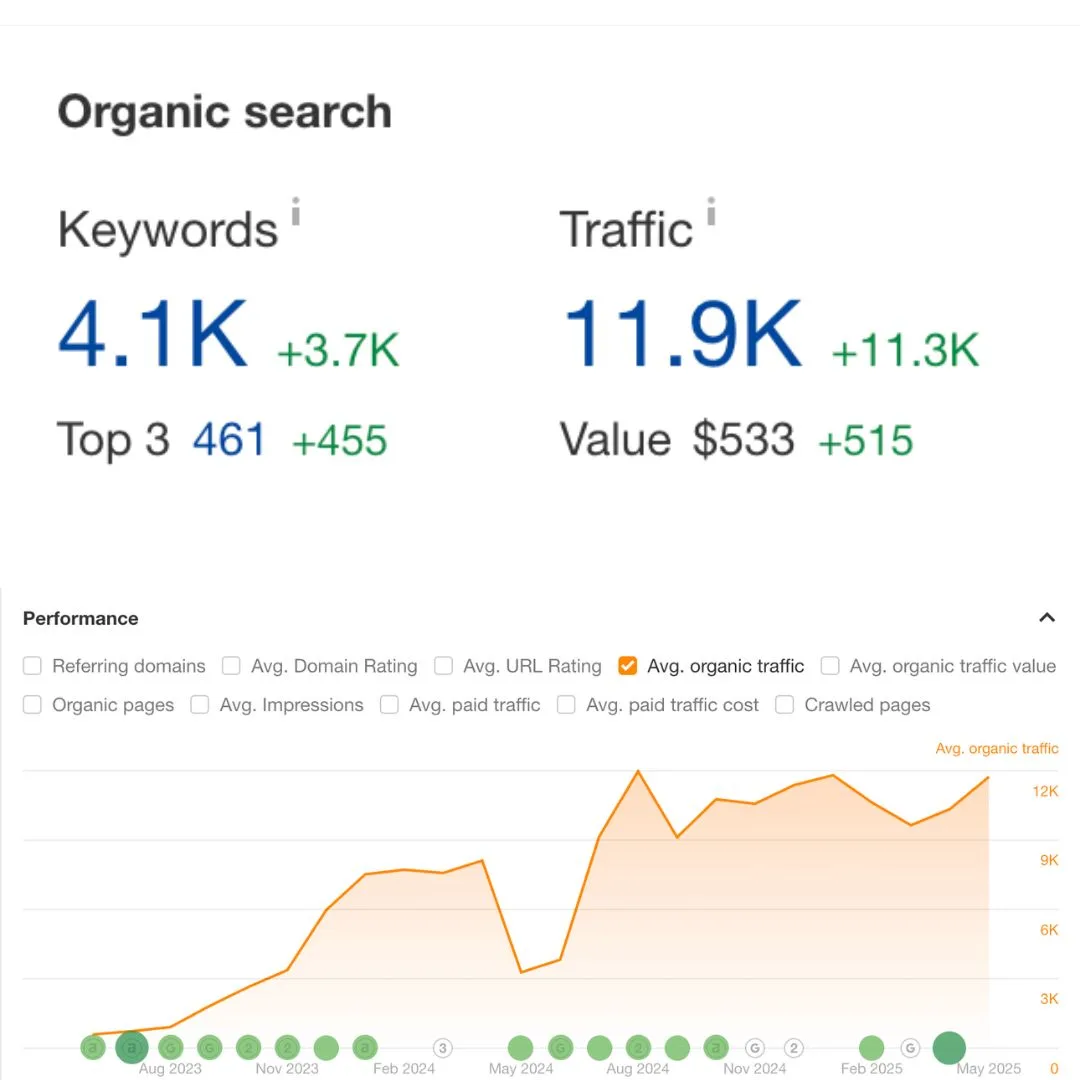 Organic search
Keywords i Traffic i
4.1K +3.7K 11.9K +11.3K
Top 3 461 +455 Value $533 +515
Performance
Referring domains Avg. Domain Rating Avg. URL Rating Avg. organic traffic Avg. organic traffic value
Organic pages Avg. Impressions Avg. paid traffic Avg. paid traffic cost Crawled pages
Avg. organic traffic
12K
9K
6K
3K
a a G G 2 2 a 3 G 2 a G 2 G
Aug 2023 Nov 2023 Feb 2024 May 2024 Aug 2024 Nov 2024 Feb 2025 May 2025 0